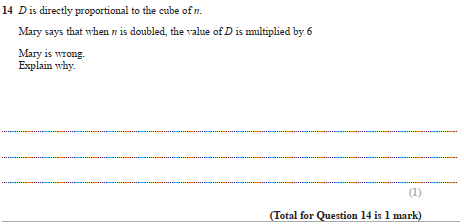 14 D is directly proportional to the cube of n.
Mary says that when n is doubled, the value of D is multiplied by 6
Mary is wrong.
Explain why.
(1)
(Total for Question 14 is 1 mark)